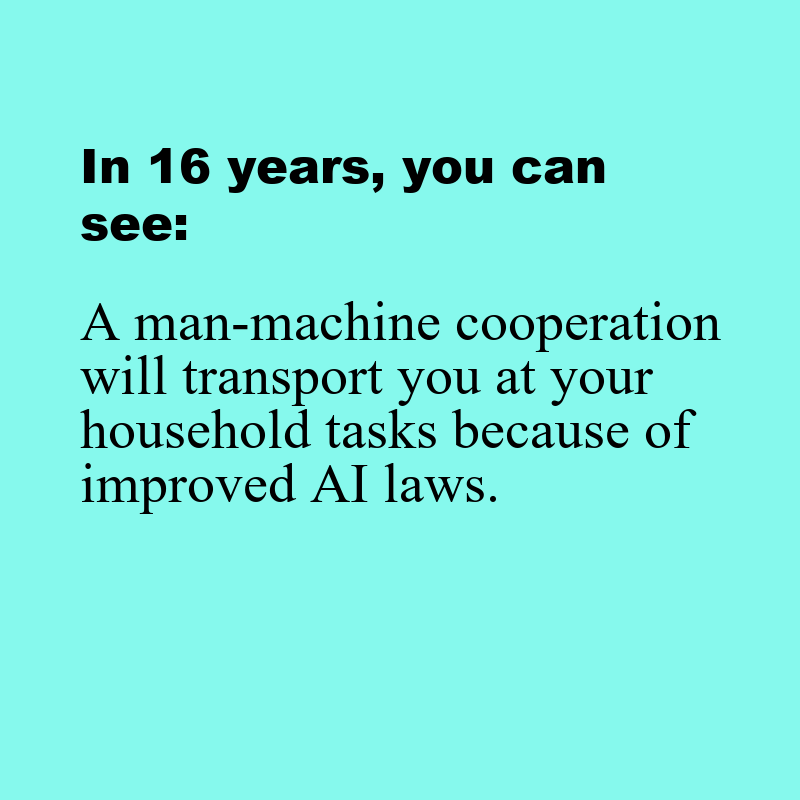 In 16 years, you can
see:
A man-machine cooperation
will transport you at your
household tasks because of
improved AI laws.